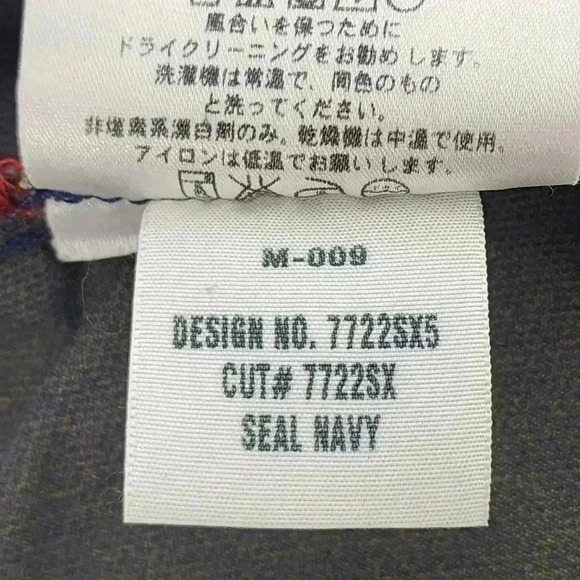 風合いを保つために
ドライクリーニングをお勧めします。
洗濯機は常温で、同色のもの
と洗ってください。
非塩素系漂白剤のみ。乾燥機は中温で使用。
アイロンは低温でお願いします。
M-009
DESIGN NO. 7722SX5
CUT# 7722SX
SEAL NAVY